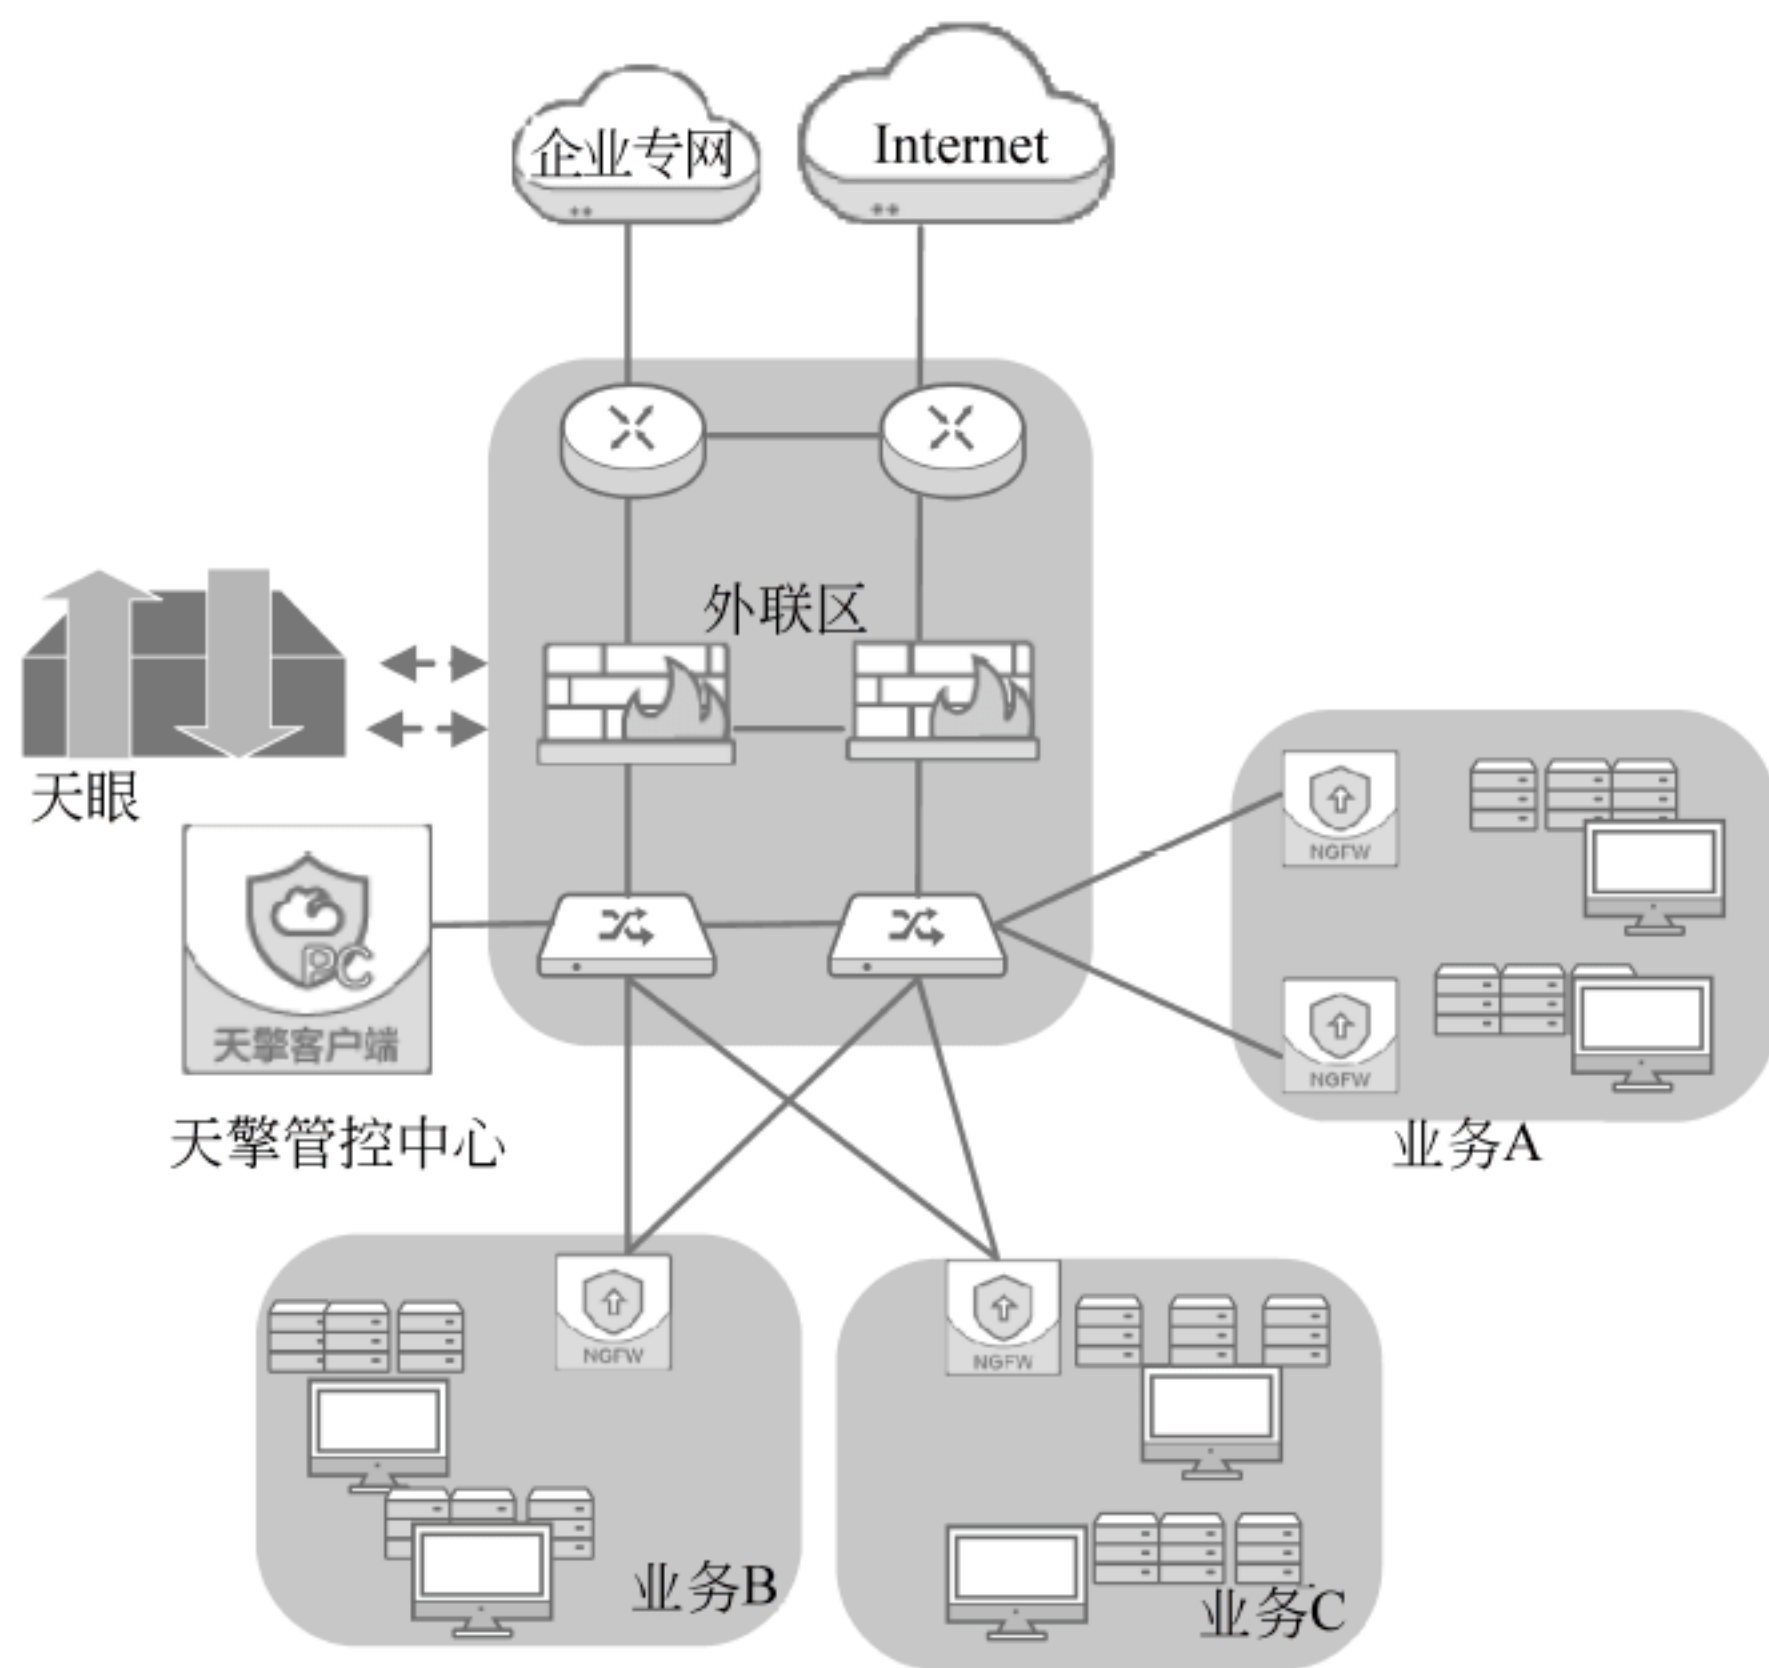 企业专网
Internet
外联区
天眼
NGFW
PC
天擎客户端
NGFW
天擎管控中心
业务A
NGFW
NGFW
业务B
业务C